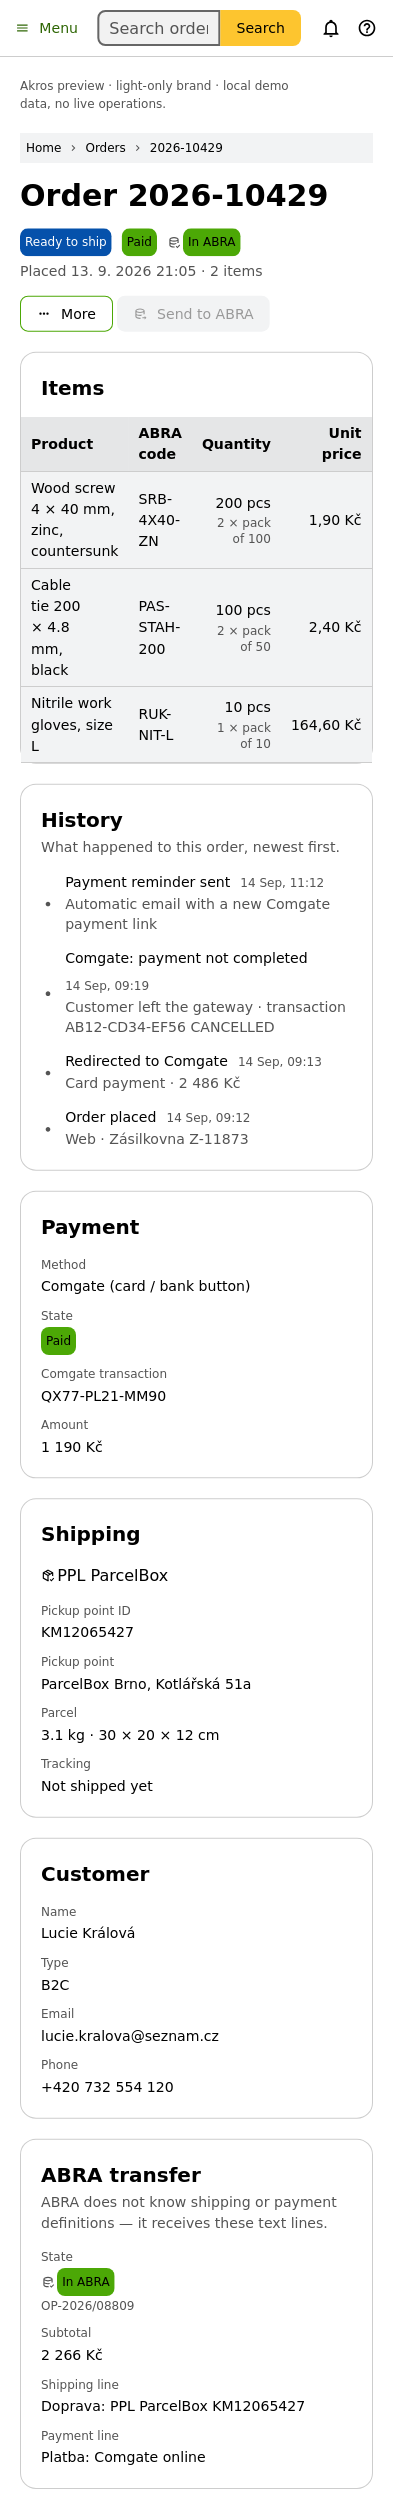 Menu
Search order
Search
Akros preview · light-only brand · local demo
data, no live operations.
Home › Orders › 2026-10429
Order 2026-10429
Ready to ship Paid In ABRA
Placed 13. 9. 2026 21:05 · 2 items
More
Send to ABRA
Items
Product ABRA code Quantity Unit price
Wood screw 4 × 40 mm, zinc, countersunk SRB-4X40-ZN 200 pcs 2 × pack of 100 1,90 Kč
Cable tie 200 × 4.8 mm, black PAS-STAH-200 100 pcs 2 × pack of 50 2,40 Kč
Nitrile work gloves, size L RUK-NIT-L 10 pcs 1 × pack of 10 164,60 Kč
History
What happened to this order, newest first.
Payment reminder sent 14 Sep, 11:12
Automatic email with a new Comgate
payment link
Comgate: payment not completed
14 Sep, 09:19
Customer left the gateway · transaction
AB12-CD34-EF56 CANCELLED
Redirected to Comgate 14 Sep, 09:13
Card payment · 2 486 Kč
Order placed 14 Sep, 09:12
Web · Zásilkovna Z-11873
Payment
Method
Comgate (card / bank button)
State
Paid
Comgate transaction
QX77-PL21-MM90
Amount
1 190 Kč
Shipping
PPL ParcelBox
Pickup point ID
KM12065427
Pickup point
ParcelBox Brno, Kotlářská 51a
Parcel
3.1 kg · 30 × 20 × 12 cm
Tracking
Not shipped yet
Customer
Name
Lucie Králová
Type
B2C
Email
lucie.kralova@seznam.cz
Phone
+420 732 554 120
ABRA transfer
ABRA does not know shipping or payment
definitions — it receives these text lines.
State
In ABRA
OP-2026/08809
Subtotal
2 266 Kč
Shipping line
Doprava: PPL ParcelBox KM12065427
Payment line
Platba: Comgate online